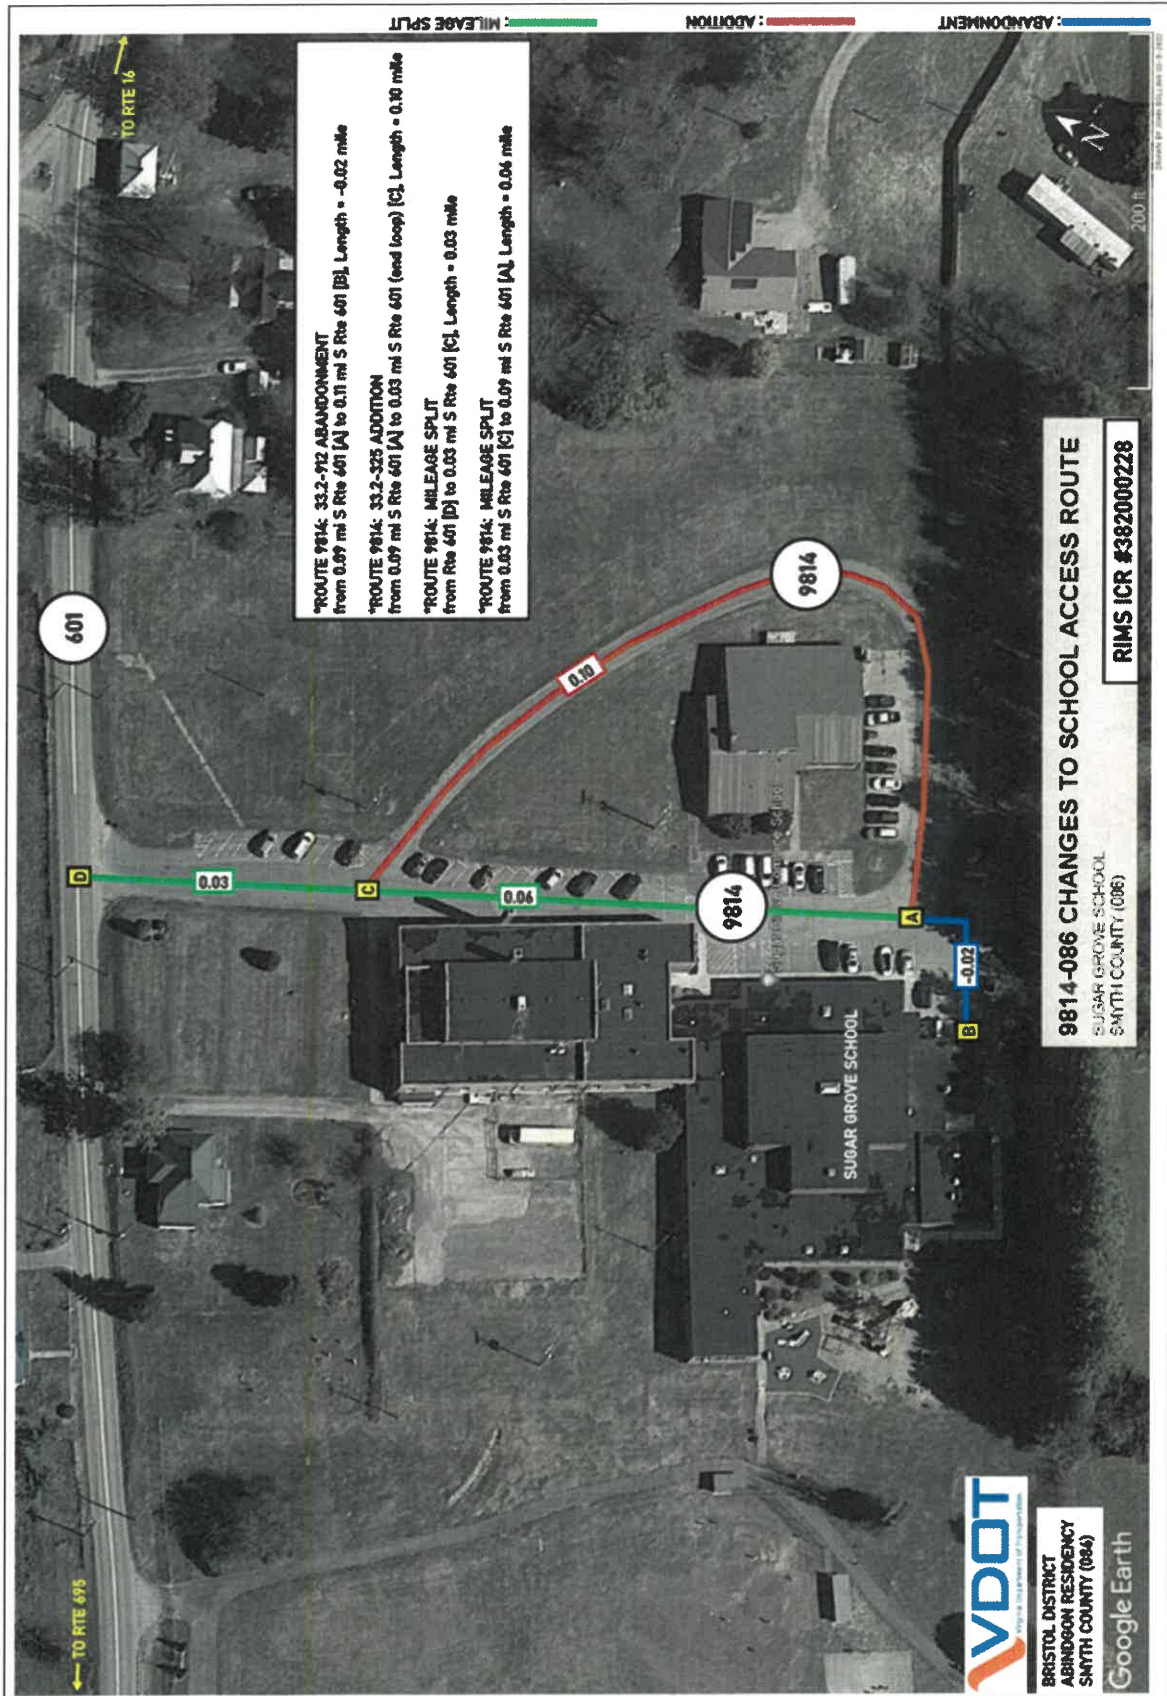 TO RTE 695
TO RTE 16
601
*ROUTE 9814: 33.2-912 ABANDONMENT
from 0.09 mi S Rte 601 [A] to 0.11 mi S Rte 601 [B], Length = -0.02 mile
*ROUTE 9814: 33.2-325 ADDITION
from 0.09 mi S Rte 601 [A] to 0.03 mi S Rte 601 (end loop) [C], Length = 0.10 mile
*ROUTE 9814: MILEAGE SPLIT
from Rte 601 [D] to 0.03 mi S Rte 601 [C], Length = 0.03 mile
*ROUTE 9814: MILEAGE SPLIT
from 0.03 mi S Rte 601 [C] to 0.09 mi S Rte 601 [A], Length = 0.06 mile
D
0.03
C
0.06
0.10
9814
9814
A
-0.02
B
SUGAR GROVE SCHOOL
VDOT
Virginia Department of Transportation
BRISTOL DISTRICT
ABINDGON RESIDENCY
SMYTH COUNTY (086)
Google Earth
9814-086 CHANGES TO SCHOOL ACCESS ROUTE
SUGAR GROVE SCHOOL
SMYTH COUNTY (086)
RIMS ICR #382000228
N
200 ft
MILEAGE SPLIT
ADDITION
ABANDONMENT